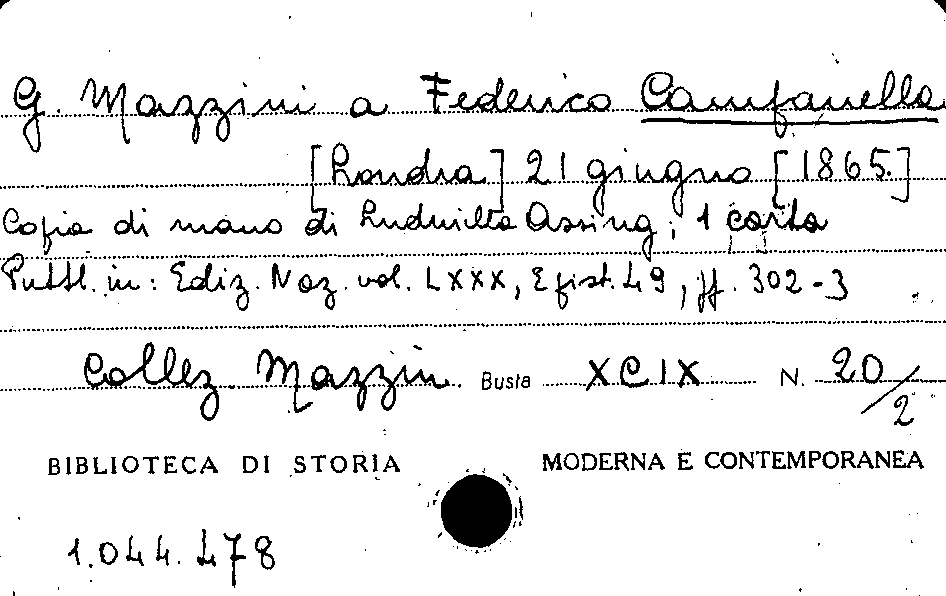 G. Mazzini a Federico Campanella
[Londra] 21 giugno [1865.]
Copia di mano di Ludmilla Assing; 1 carta
Pubbl. in: Ediz. Naz. vol. LXXX, Epist. 49, pp. 302-3
Collez. Mazzini Busta XCIX N. 20/2
BIBLIOTECA DI STORIA MODERNA E CONTEMPORANEA
1.044.478